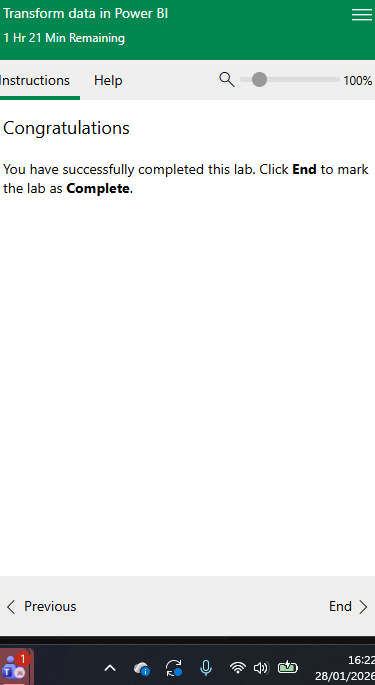 Transform data in Power BI
1 Hr 21 Min Remaining
Instructions Help 100%
Congratulations
You have successfully completed this lab. Click End to mark
the lab as Complete.
Previous End
1
16:22
28/01/2026